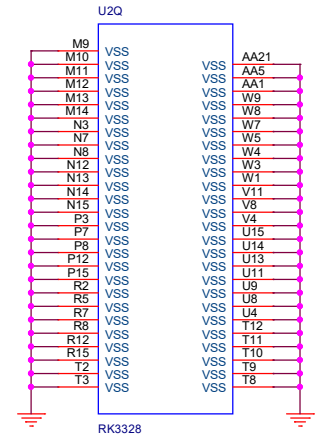 U2Q
M9 VSS
M10 VSS VSS AA21
M11 VSS VSS AA5
M12 VSS VSS AA1
M13 VSS VSS W9
M14 VSS VSS W8
N3 VSS VSS W7
N7 VSS VSS W5
N8 VSS VSS W4
N12 VSS VSS W3
N13 VSS VSS W1
N14 VSS VSS V11
N15 VSS VSS V8
P3 VSS VSS V4
P7 VSS VSS U15
P8 VSS VSS U14
P12 VSS VSS U13
P15 VSS VSS U11
R2 VSS VSS U9
R5 VSS VSS U8
R7 VSS VSS U4
R8 VSS VSS T12
R12 VSS VSS T11
R15 VSS VSS T10
T2 VSS VSS T9
T3 VSS VSS T8
RK3328